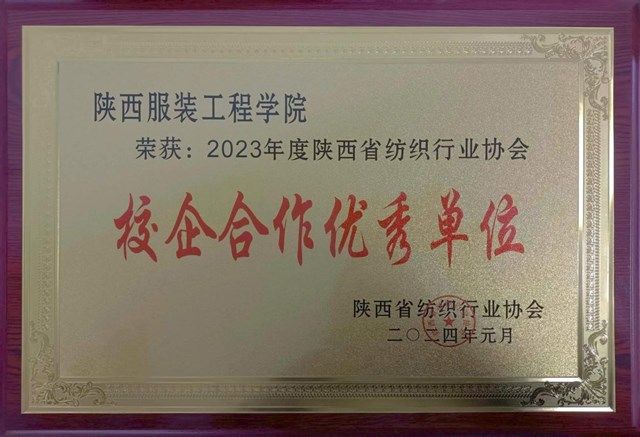 陕西服装工程学院
荣获：2023年度陕西省纺织行业协会
校企合作优秀单位
陕西省纺织行业协会
二〇二四年元月